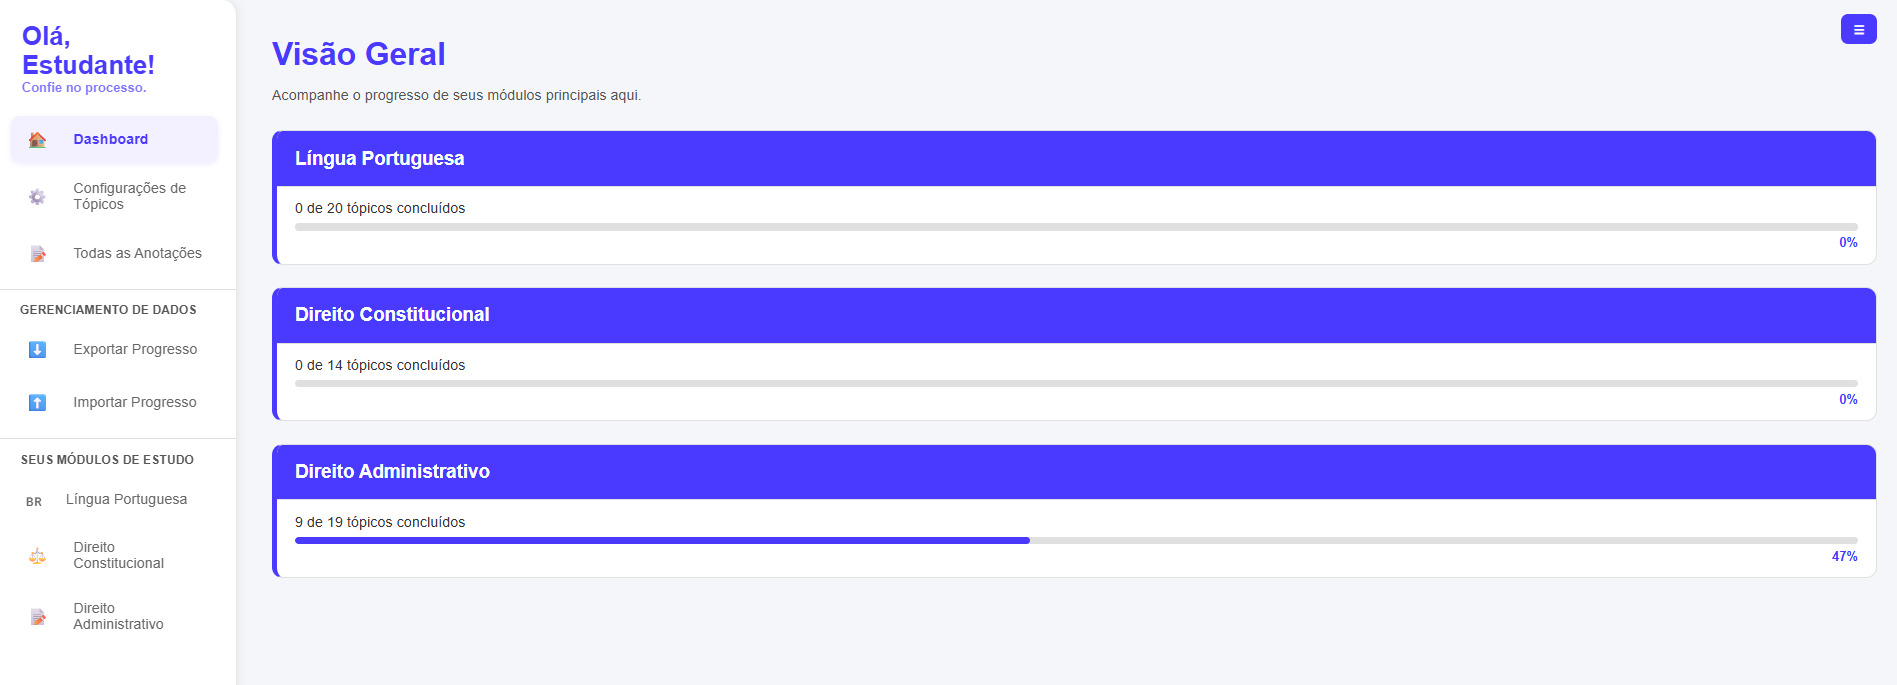 Olá,
Estudante!
Confie no processo.
Dashboard
Configurações de
Tópicos
Todas as Anotações
GERENCIAMENTO DE DADOS
Exportar Progresso
Importar Progresso
SEUS MÓDULOS DE ESTUDO
BR Língua Portuguesa
Direito
Constitucional
Direito
Administrativo
Visão Geral
Acompanhe o progresso de seus módulos principais aqui.
Língua Portuguesa
0 de 20 tópicos concluídos
0%
Direito Constitucional
0 de 14 tópicos concluídos
0%
Direito Administrativo
9 de 19 tópicos concluídos
47%